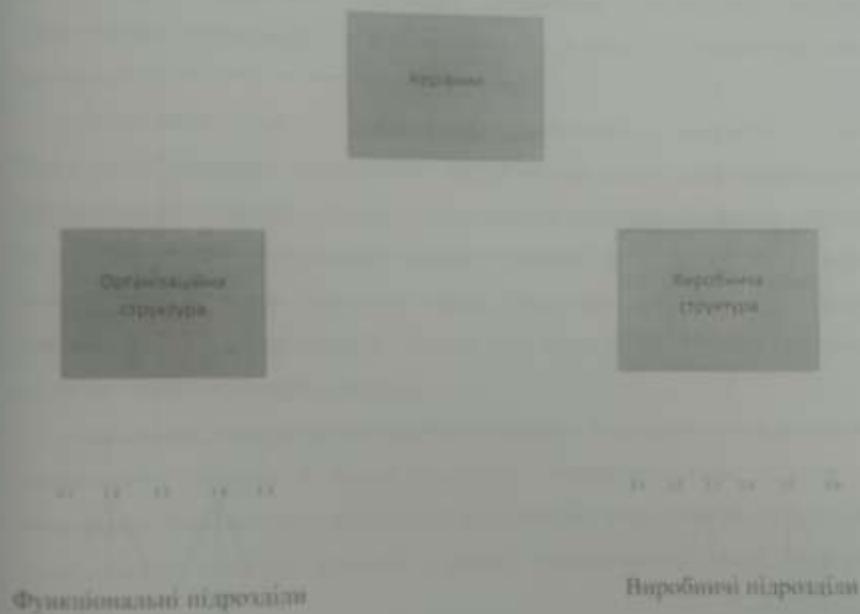 Керівник
Організаційна
структура
Виробнича
структура
Функціональні підрозділи
Виробничі підрозділи